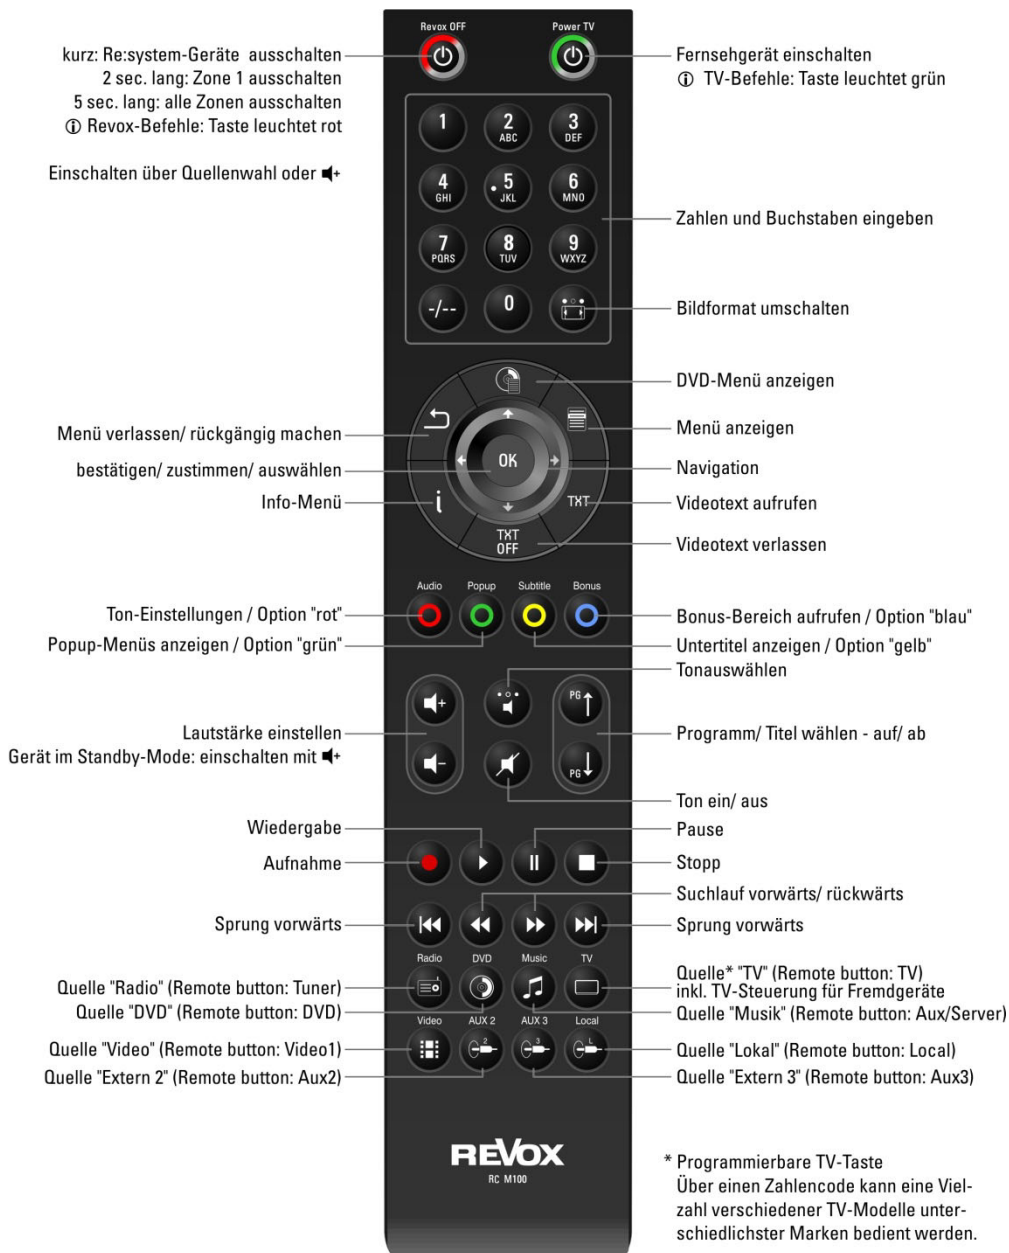 Revox OFF
Power TV
kurz: Re:system-Geräte ausschalten
2 sec. lang: Zone 1 ausschalten
5 sec. lang: alle Zonen ausschalten
ⓘ Revox-Befehle: Taste leuchtet rot
Einschalten über Quellenwahl oder +
Fernsehgerät einschalten
ⓘ TV-Befehle: Taste leuchtet grün
1 2 3
ABC DEF
4 5 6
GHI JKL MNO
7 8 9
PQRS TUV WXYZ
-/-- 0
Zahlen und Buchstaben eingeben
Bildformat umschalten
DVD-Menü anzeigen
Menü verlassen/ rückgängig machen
Menü anzeigen
bestätigen/ zustimmen/ auswählen
OK
Navigation
Info-Menü
i
TXT
Videotext aufrufen
TXT
OFF
Videotext verlassen
Audio Popup Subtitle Bonus
Ton-Einstellungen / Option "rot"
Bonus-Bereich aufrufen / Option "blau"
Popup-Menüs anzeigen / Option "grün"
Untertitel anzeigen / Option "gelb"
Tonauswählen
+
PG
Lautstärke einstellen
Programm/ Titel wählen - auf/ ab
Gerät im Standby-Mode: einschalten mit +
-
PG
Ton ein/ aus
Wiedergabe
Pause
Aufnahme
Stopp
Suchlauf vorwärts/ rückwärts
Sprung vorwärts
Sprung vorwärts
Radio DVD Music TV
Quelle "Radio" (Remote button: Tuner)
Quelle* "TV" (Remote button: TV)
inkl. TV-Steuerung für Fremdgeräte
Quelle "DVD" (Remote button: DVD)
Quelle "Musik" (Remote button: Aux/Server)
Video AUX 2 AUX 3 Local
2 3 L
Quelle "Video" (Remote button: Video1)
Quelle "Lokal" (Remote button: Local)
Quelle "Extern 2" (Remote button: Aux2)
Quelle "Extern 3" (Remote button: Aux3)
REVOX
RC M100
* Programmierbare TV-Taste
Über einen Zahlencode kann eine Viel-
zahl verschiedener TV-Modelle unter-
schiedlichster Marken bedient werden.